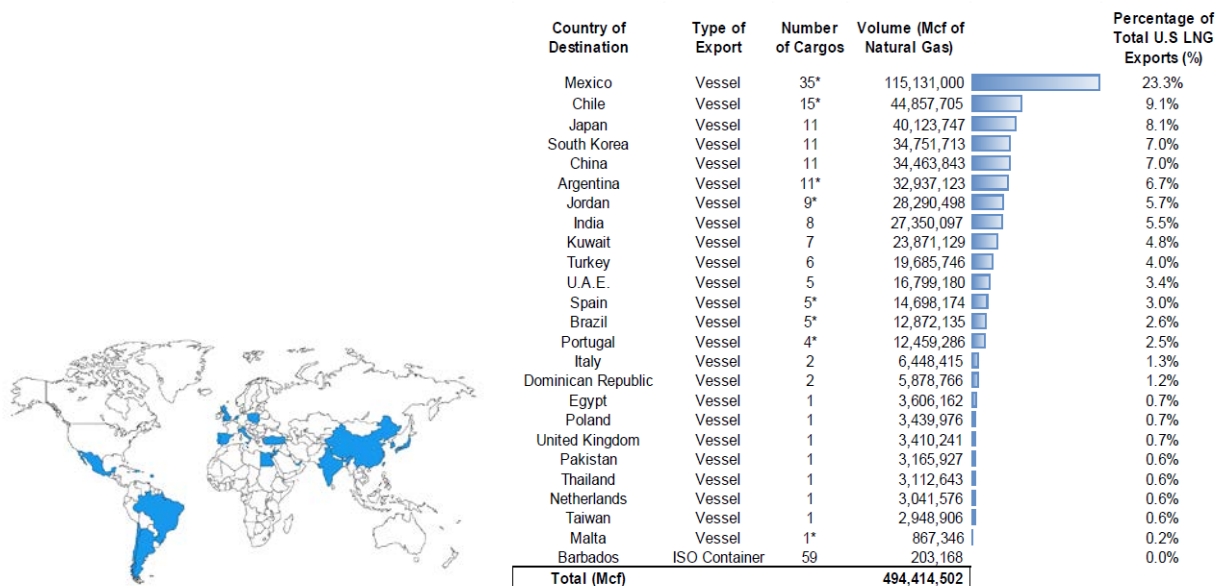 Country of Destination Type of Export Number of Cargos Volume (Mcf of Natural Gas) Percentage of Total U.S LNG Exports (%)
Mexico Vessel 35* 115,131,000 23.3%
Chile Vessel 15* 44,857,705 9.1%
Japan Vessel 11 40,123,747 8.1%
South Korea Vessel 11 34,751,713 7.0%
China Vessel 11 34,463,843 7.0%
Argentina Vessel 11* 32,937,123 6.7%
Jordan Vessel 9* 28,290,498 5.7%
India Vessel 8 27,350,097 5.5%
Kuwait Vessel 7 23,871,129 4.8%
Turkey Vessel 6 19,685,746 4.0%
U.A.E. Vessel 5 16,799,180 3.4%
Spain Vessel 5* 14,698,174 3.0%
Brazil Vessel 5* 12,872,135 2.6%
Portugal Vessel 4* 12,459,286 2.5%
Italy Vessel 2 6,448,415 1.3%
Dominican Republic Vessel 2 5,878,766 1.2%
Egypt Vessel 1 3,606,162 0.7%
Poland Vessel 1 3,439,976 0.7%
United Kingdom Vessel 1 3,410,241 0.7%
Pakistan Vessel 1 3,165,927 0.6%
Thailand Vessel 1 3,112,643 0.6%
Netherlands Vessel 1 3,041,576 0.6%
Taiwan Vessel 1 2,948,906 0.6%
Malta Vessel 1* 867,346 0.2%
Barbados ISO Container 59 203,168 0.0%
Total (Mcf) 494,414,502